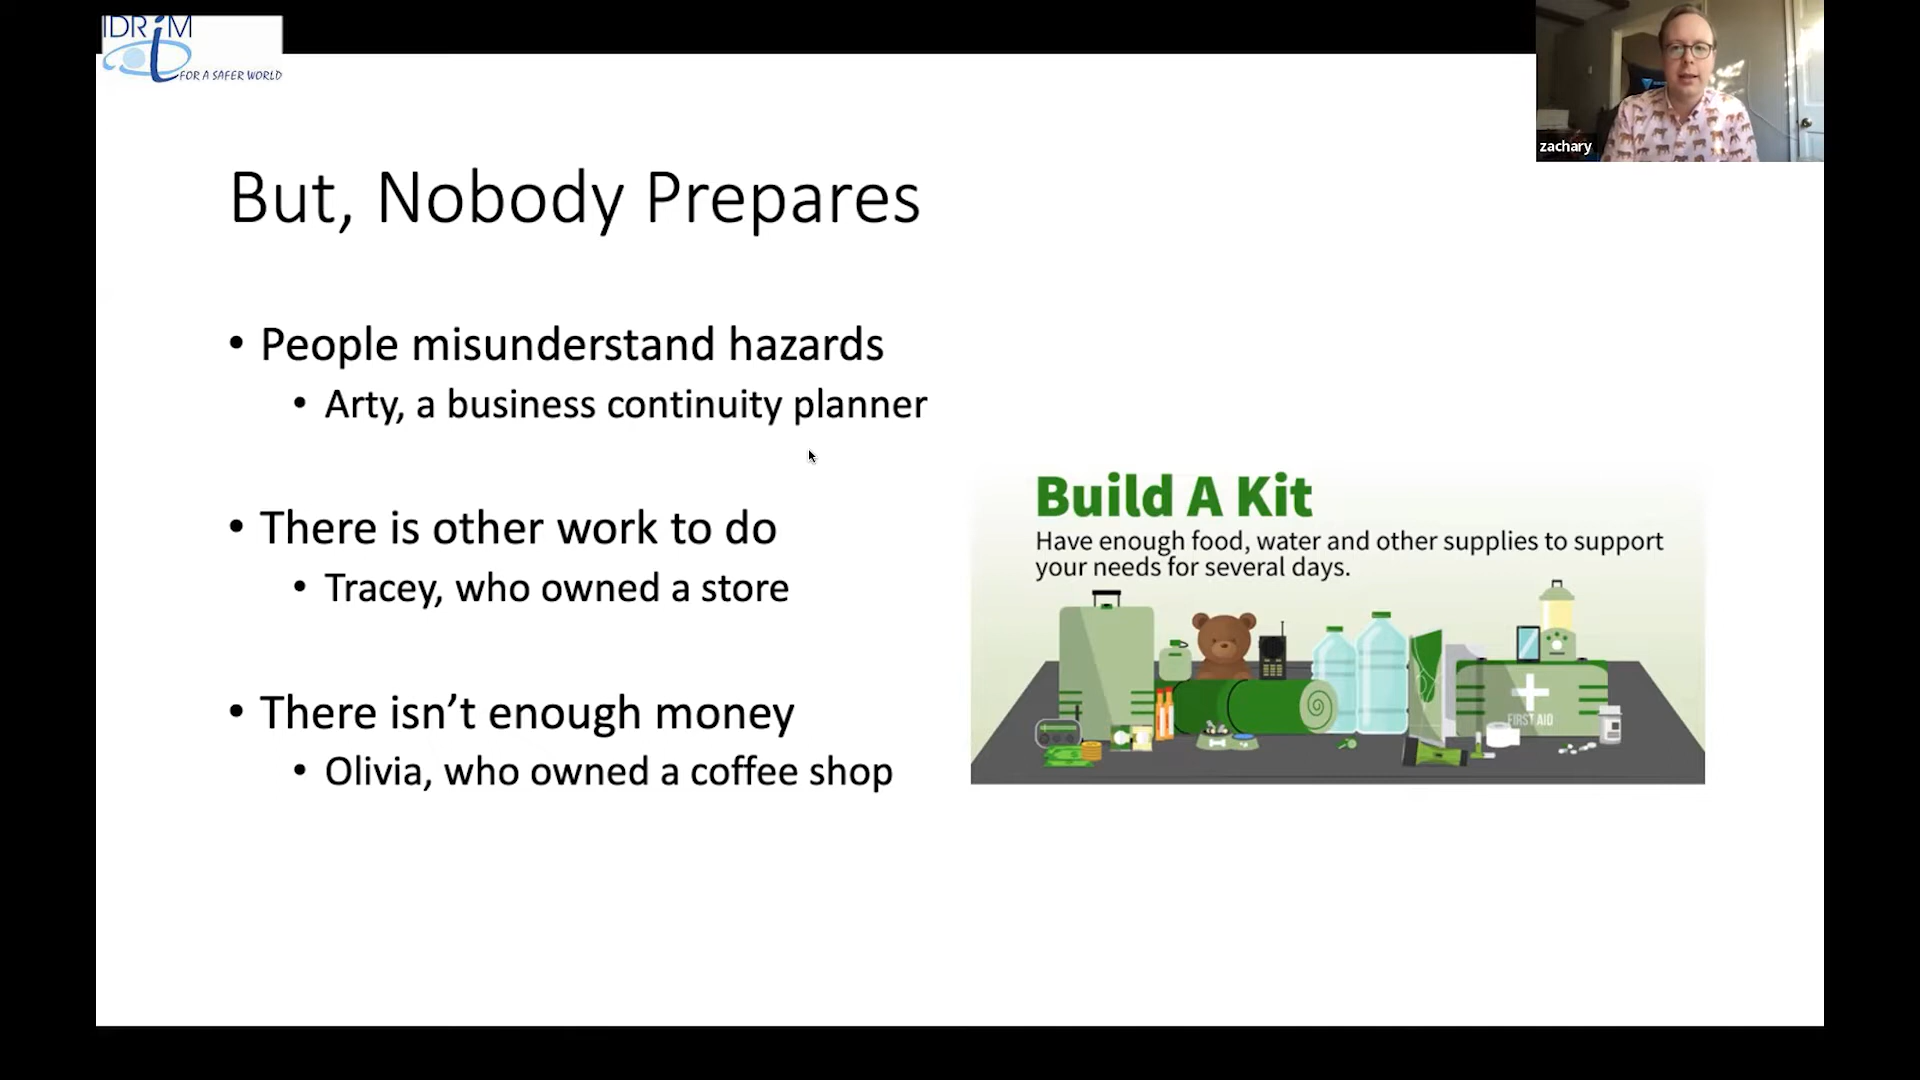 IDRiM
FOR A SAFER WORLD
zachary
But, Nobody Prepares
• People misunderstand hazards
• Arty, a business continuity planner
• There is other work to do
• Tracey, who owned a store
• There isn’t enough money
• Olivia, who owned a coffee shop
Build A Kit
Have enough food, water and other supplies to support
your needs for several days.
FIRST AID